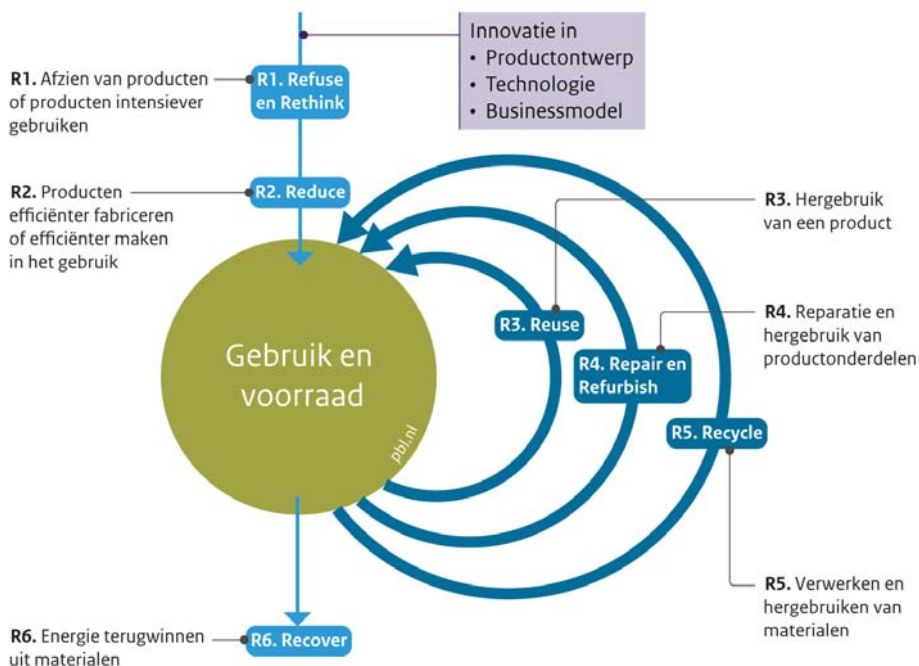 Innovatie in
• Productontwerp
• Technologie
• Businessmodel
R1. Afzien van producten
of producten intensiever
gebruiken
R1. Refuse
en Rethink
R2. Producten
efficiënter fabriceren
of efficiënter maken
in het gebruik
R2. Reduce
R3. Hergebruik
van een product
R3. Reuse
R4. Reparatie en
hergebruik van
productonderdelen
R4. Repair en
Refurbish
Gebruik en
voorraad
pbl.nl
R5. Recycle
R5. Verwerken en
hergebruiken van
materialen
R6. Energie terugwinnen
uit materialen
R6. Recover